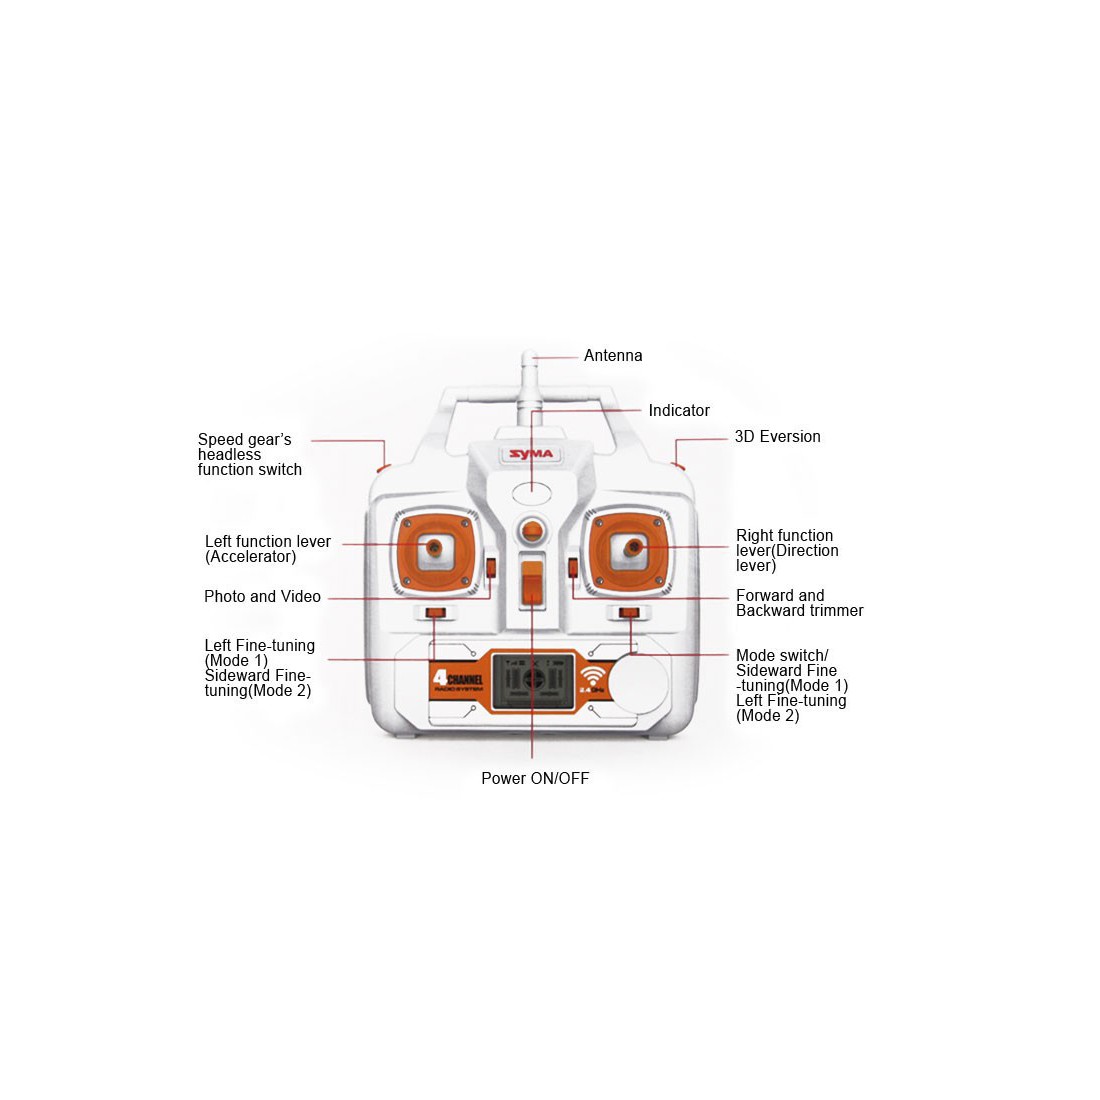 Antenna
Indicator
3D Eversion
Speed gear's
headless
function switch
SYMA
Left function lever
(Accelerator)
Right function
lever(Direction
lever)
Photo and Video
Forward and
Backward trimmer
Left Fine-tuning
(Mode 1)
Sideward Fine-
tuning(Mode 2)
Mode switch/
Sideward Fine
-tuning(Mode 1)
Left Fine-tuning
(Mode 2)
4 CHANNEL
RADIO SYSTEM
2.4GHz
Power ON/OFF